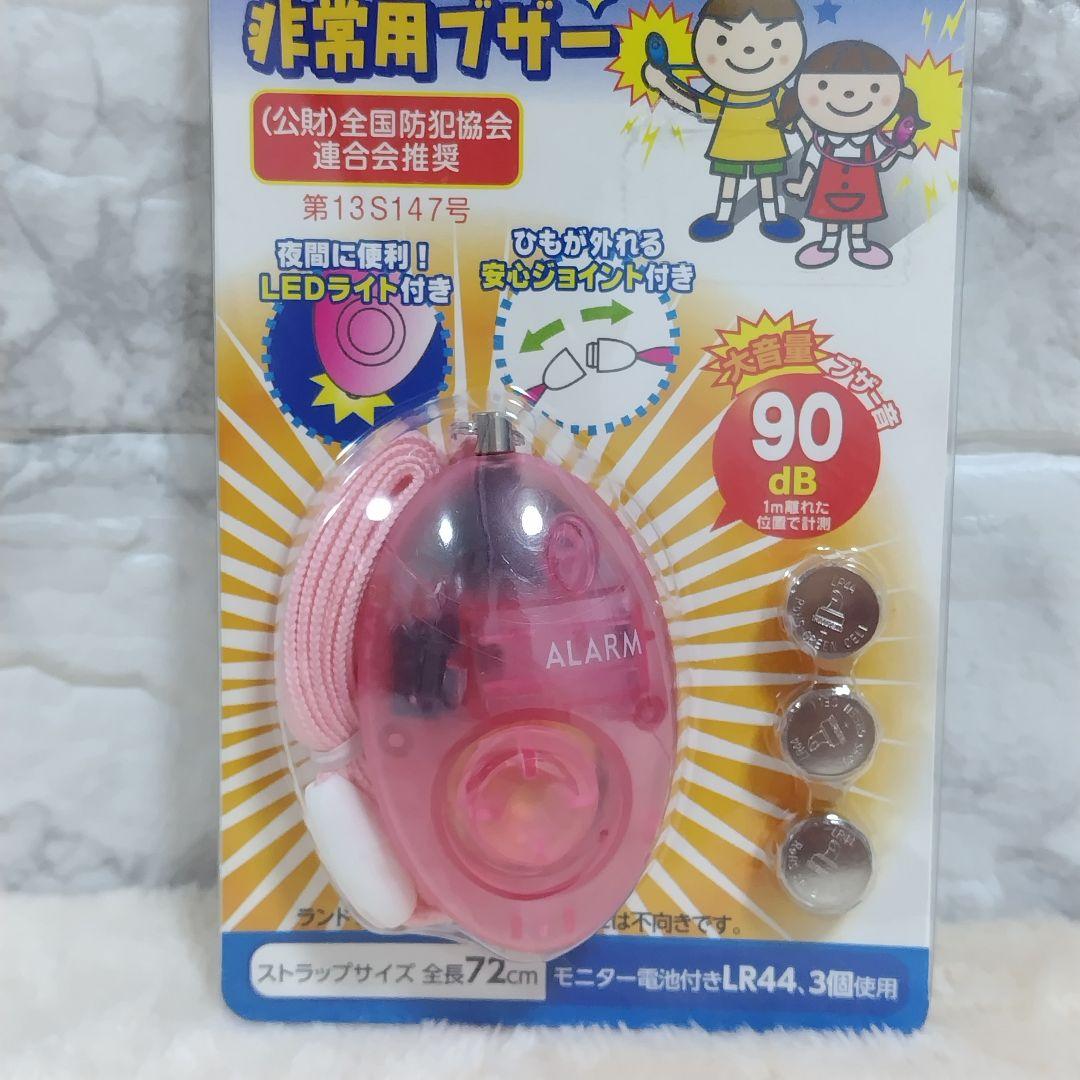 非常用ブザー
(公財)全国防犯協会
連合会推奨
第13S147号
夜間に便利!
LEDライト付き
ひもが外れる
安心ジョイント付き
大音量
ブザー音
90
dB
1m離れた
位置で計測
ALARM
LR44
GREEN CELL
LR44
LR44
RoHS
ランド
は不向きです。
ストラップサイズ 全長72cm
モニター電池付きLR44、3個使用